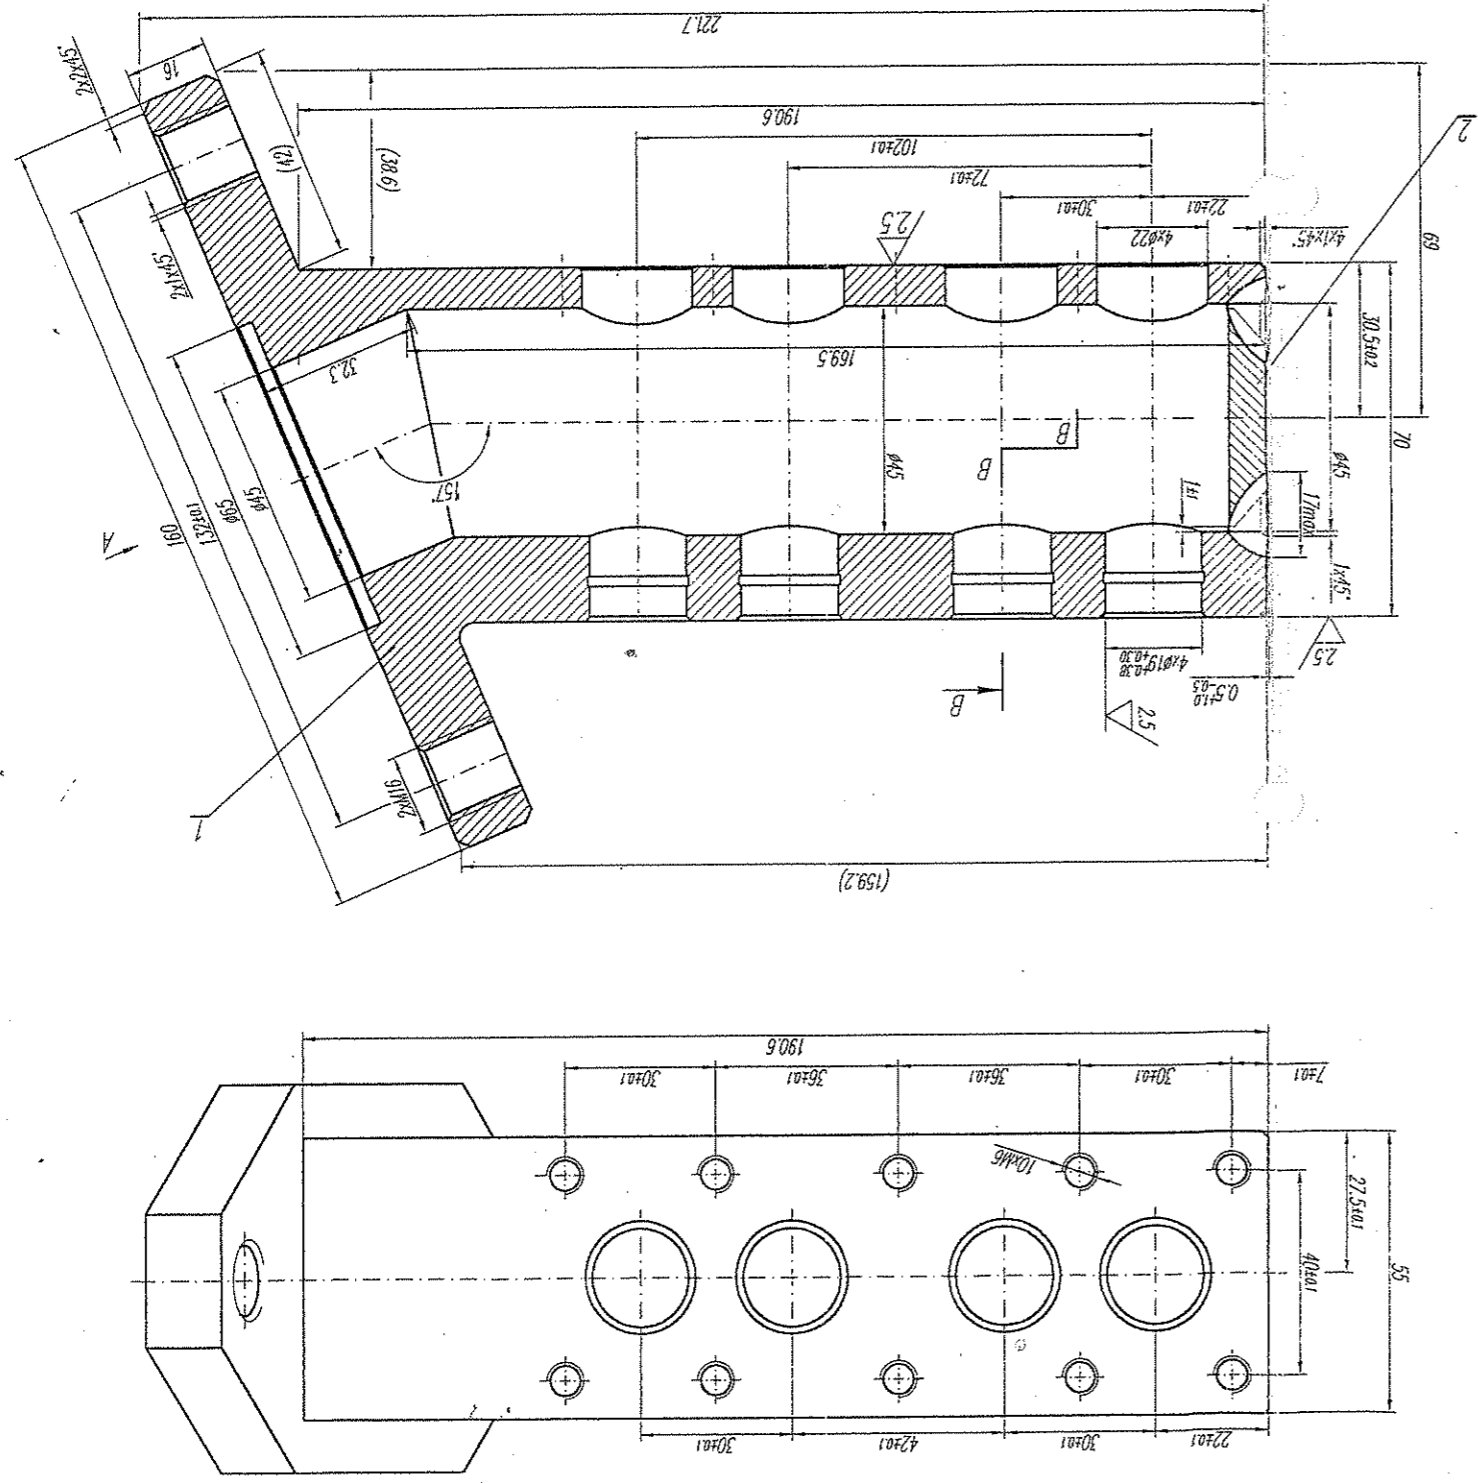 22±0.1
30±0.1
42±0.1
30±0.1
55
40±0.1
27.5±0.1
10xM6
7±0.1
30±0.1
36±0.1
36±0.1
30±0.1
190.6
(159.2)
1
2xM16
B
2.5
2.5
0.5+1.0 -0.5
4xø19+0.38 +0.30
1x45°
17max
1±1
A
160
132±0.1
ø65
ø45
157°
B
B
ø45
ø45
70
30.5±0.2
69
169.5
32.3
2x1x45°
4x1x45°
4xø22
2.5
22±0.1
30±0.1
72±0.1
102±0.1
190.6
(38.6)
(42)
16
2x2x45°
2
221.7